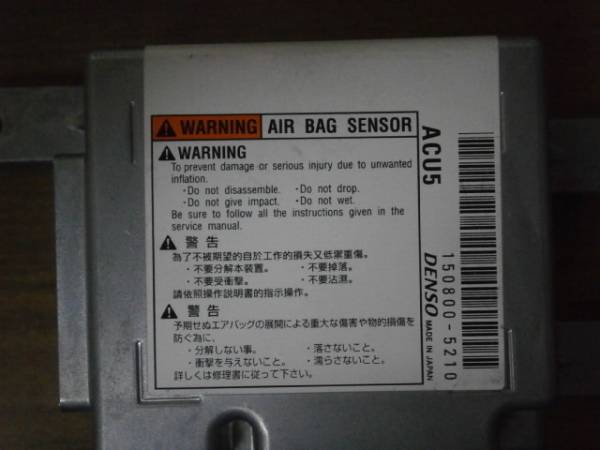 WARNING AIR BAG SENSOR
WARNING
To prevent damage or serious injury due to unwanted
inflation.
・Do not disassemble. ・Do not drop.
・Do not give impact. ・Do not wet.
Be sure to follow all the instructions given in the
service manual.
警告
為了不被期望的自於工作的損失又低禦重傷。
・不要分解本裝置。 ・不要掉落。
・不要受衝擊。 ・不要沾濕。
請依照操作説明書的指示操作。
警告
予期せぬエアバッグの展開による重大な傷害や物的損傷を
防ぐ為に、
・分解しない事。 ・落さないこと。
・衝撃を与えないこと。 ・濡らさないこと。
詳しくは修理書に従って下さい。
ACU5
150800-5210
DENSO MADE IN JAPAN